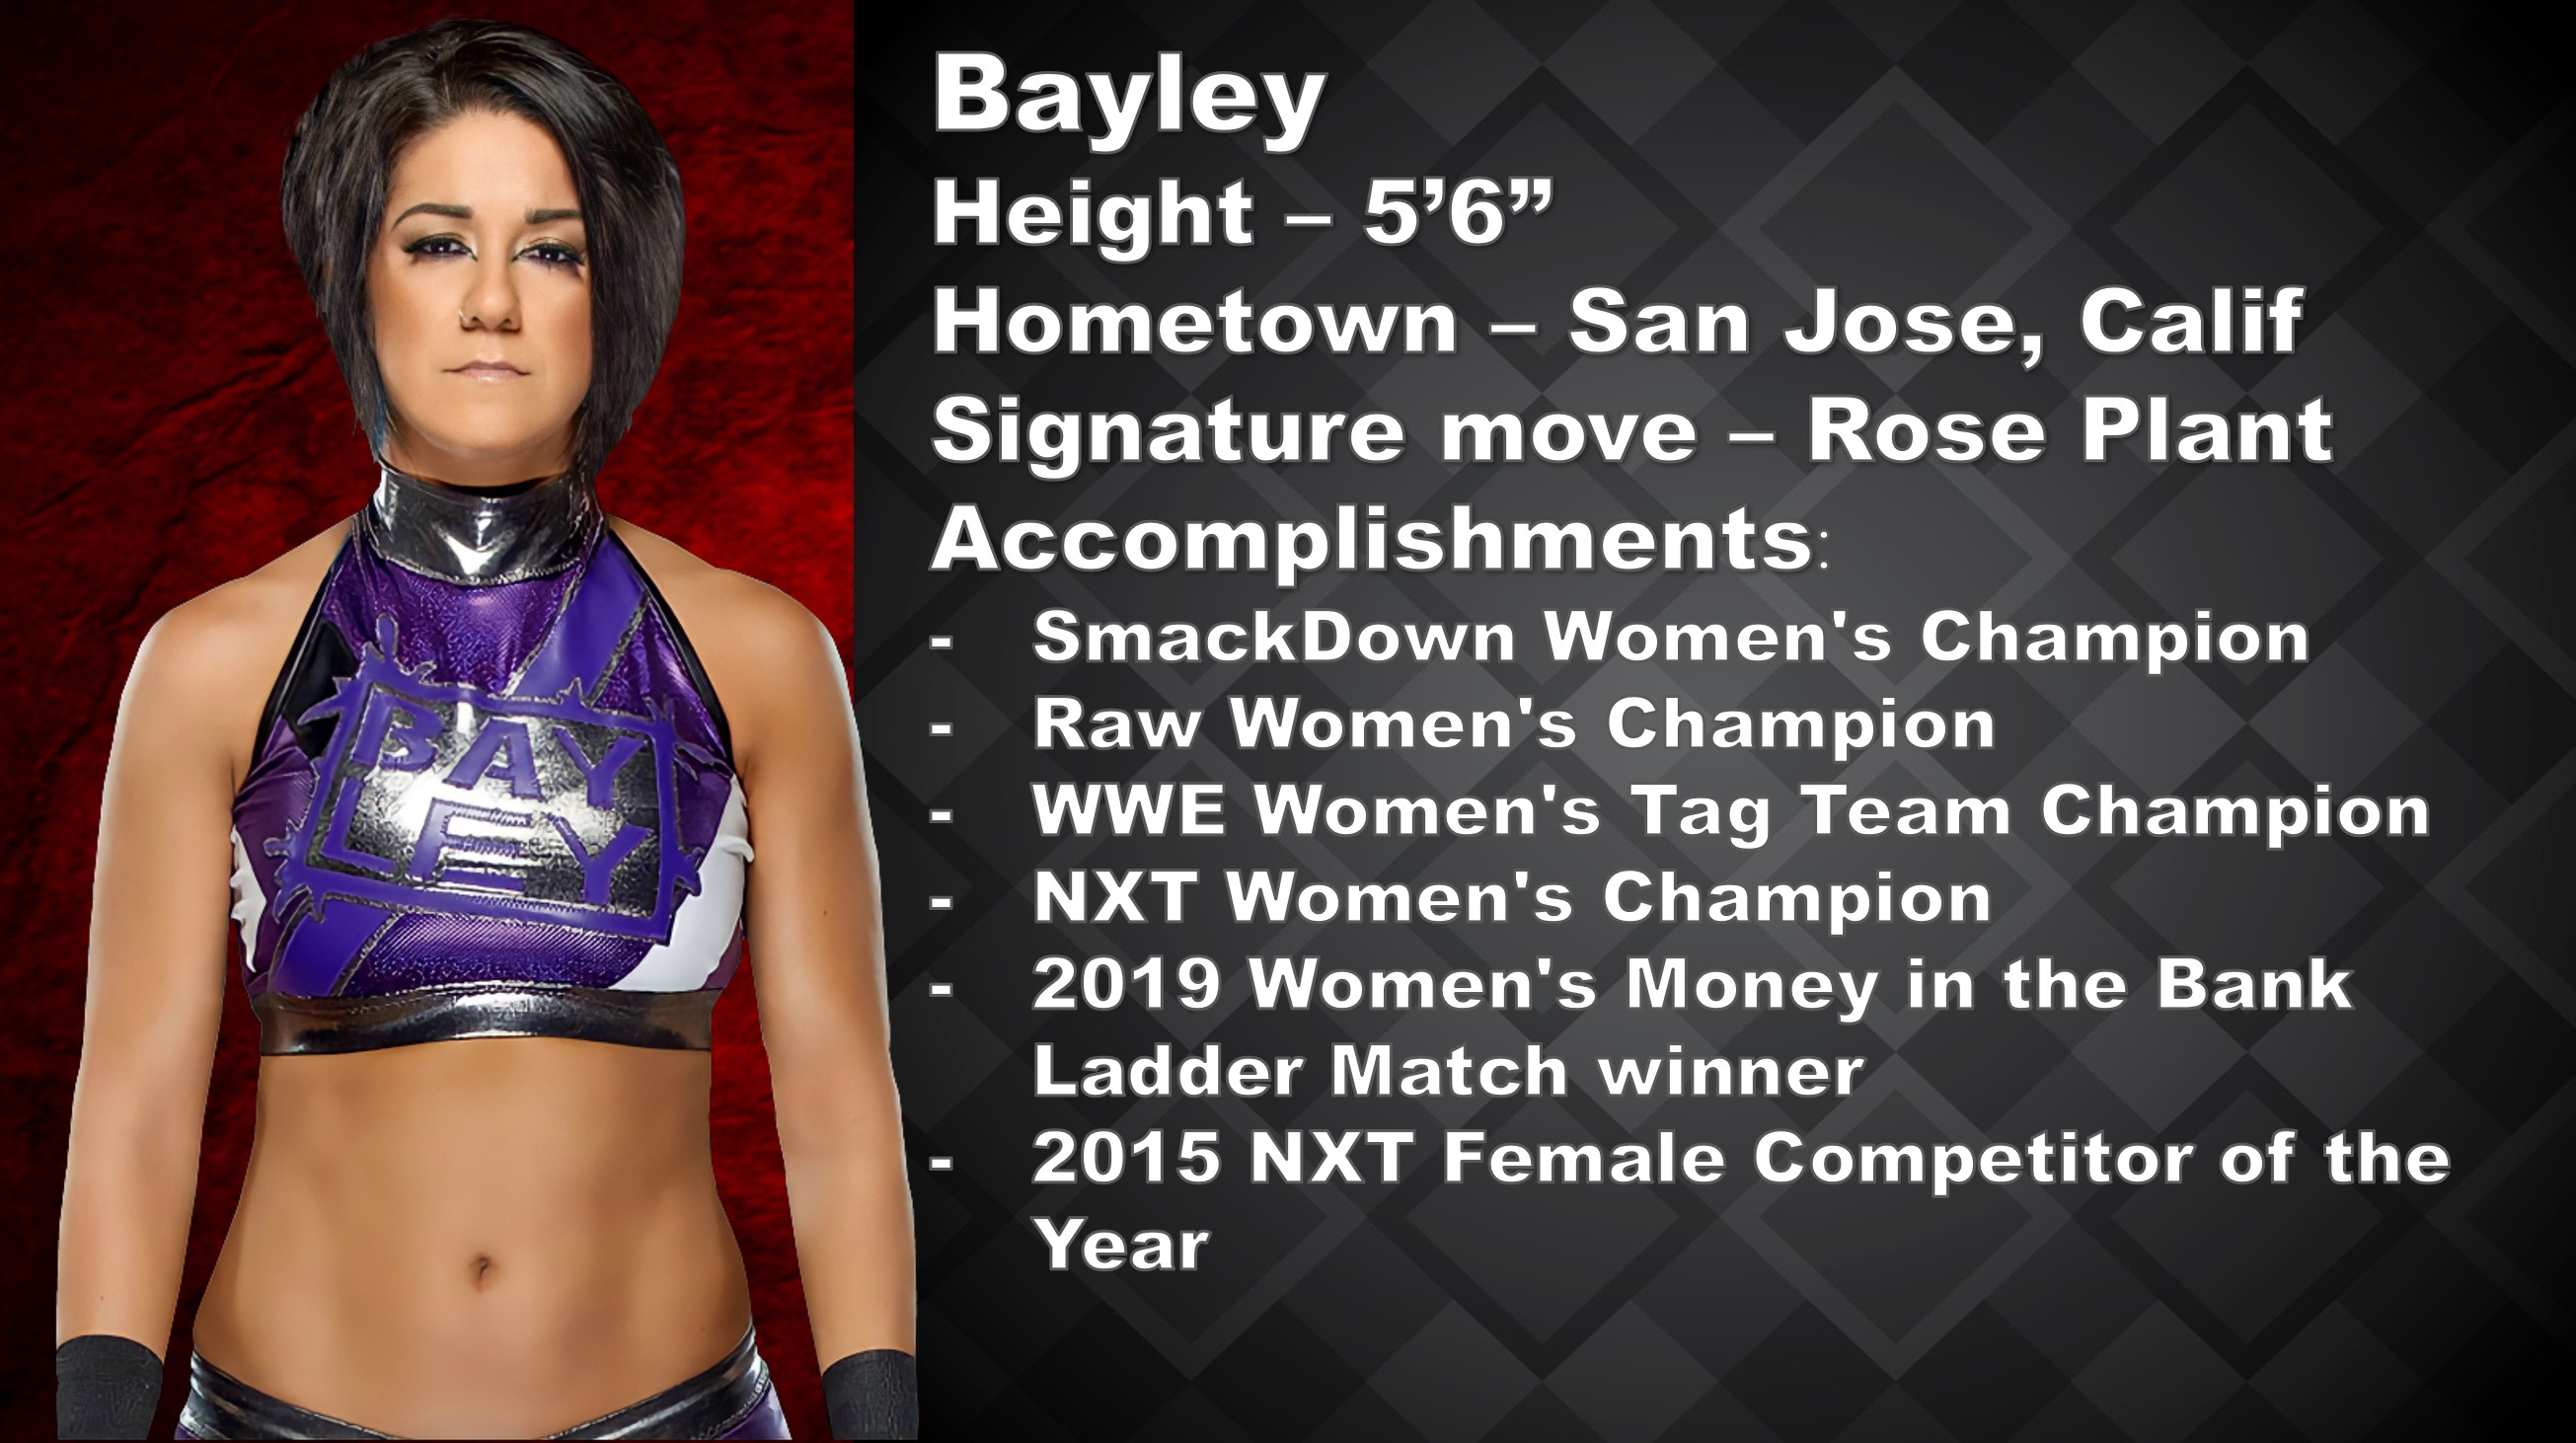 BAY
LEY
Bayley
Height – 5’6”
Hometown – San Jose, Calif
Signature move – Rose Plant
Accomplishments:
- SmackDown Women's Champion
- Raw Women's Champion
- WWE Women's Tag Team Champion
- NXT Women's Champion
- 2019 Women's Money in the Bank
Ladder Match winner
- 2015 NXT Female Competitor of the
Year